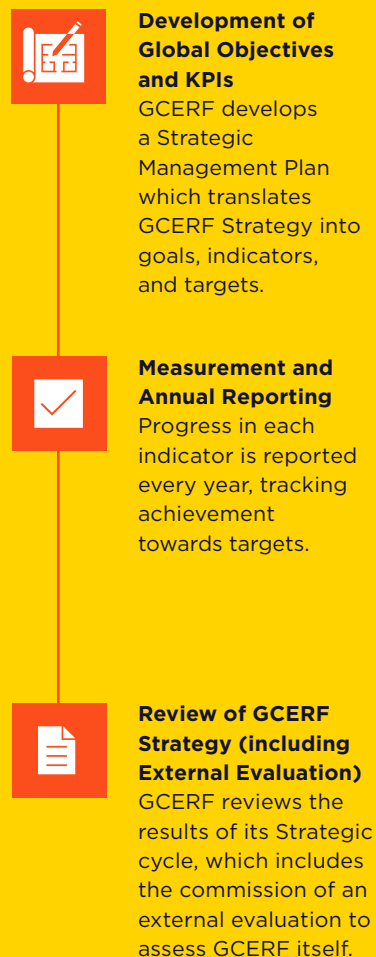 Development of
Global Objectives
and KPIs
GCERF develops
a Strategic
Management Plan
which translates
GCERF Strategy into
goals, indicators,
and targets.
Measurement and
Annual Reporting
Progress in each
indicator is reported
every year, tracking
achievement
towards targets.
Review of GCERF
Strategy (including
External Evaluation)
GCERF reviews the
results of its Strategic
cycle, which includes
the commission of an
external evaluation to
assess GCERF itself.